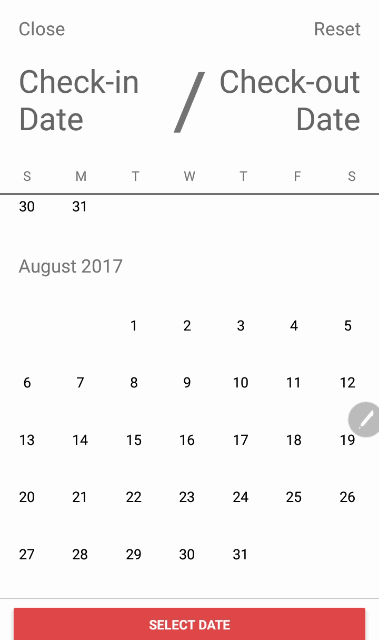 Close Reset
Check-in Date / Check-out Date
S M T W T F S
30 31
August 2017
1 2 3 4 5
6 7 8 9 10 11 12
13 14 15 16 17 18 19
20 21 22 23 24 25 26
27 28 29 30 31
SELECT DATE